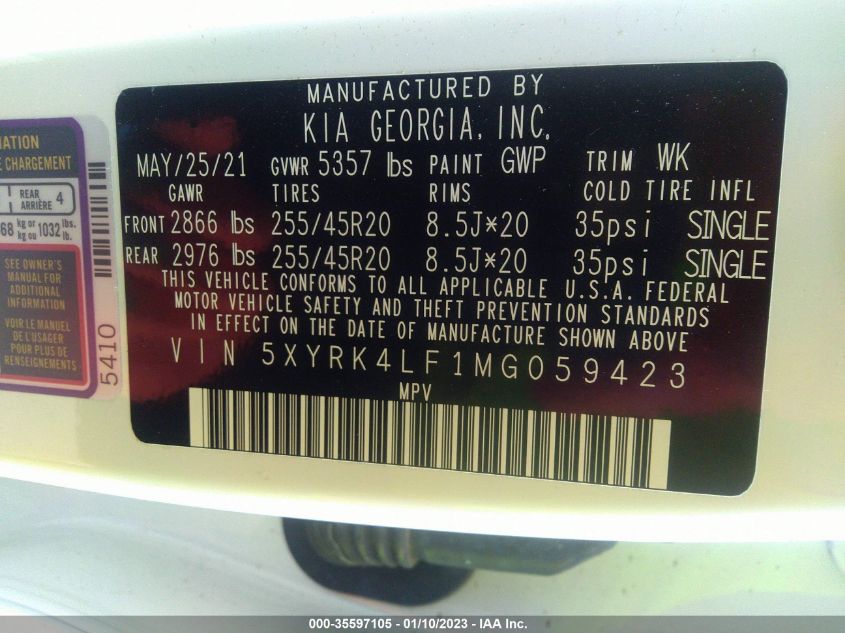 MANUFACTURED BY
KIA GEORGIA, INC.
MAY/25/21 GVWR 5357 lbs PAINT GWP TRIM WK
GAWR TIRES RIMS COLD TIRE INFL
FRONT 2866 lbs 255/45R20 8.5J*20 35psi SINGLE
REAR 2976 lbs 255/45R20 8.5J*20 35psi SINGLE
THIS VEHICLE CONFORMS TO ALL APPLICABLE U.S.A. FEDERAL
MOTOR VEHICLE SAFETY AND THEFT PREVENTION STANDARDS
IN EFFECT ON THE DATE OF MANUFACTURE SHOWN ABOVE
VIN 5XYRK4LF1MG059423
MPV
CHARGEMENT
REAR
ARRIÈRE 4
kg or lbs.
kg ou 1032 lb.
SEE OWNER'S
MANUAL FOR
ADDITIONAL
INFORMATION
VOIR LE MANUEL
DE L'USAGER
POUR PLUS DE
RENSEIGNEMENTS
5410
000-35597105 - 01/10/2023 - IAA Inc.